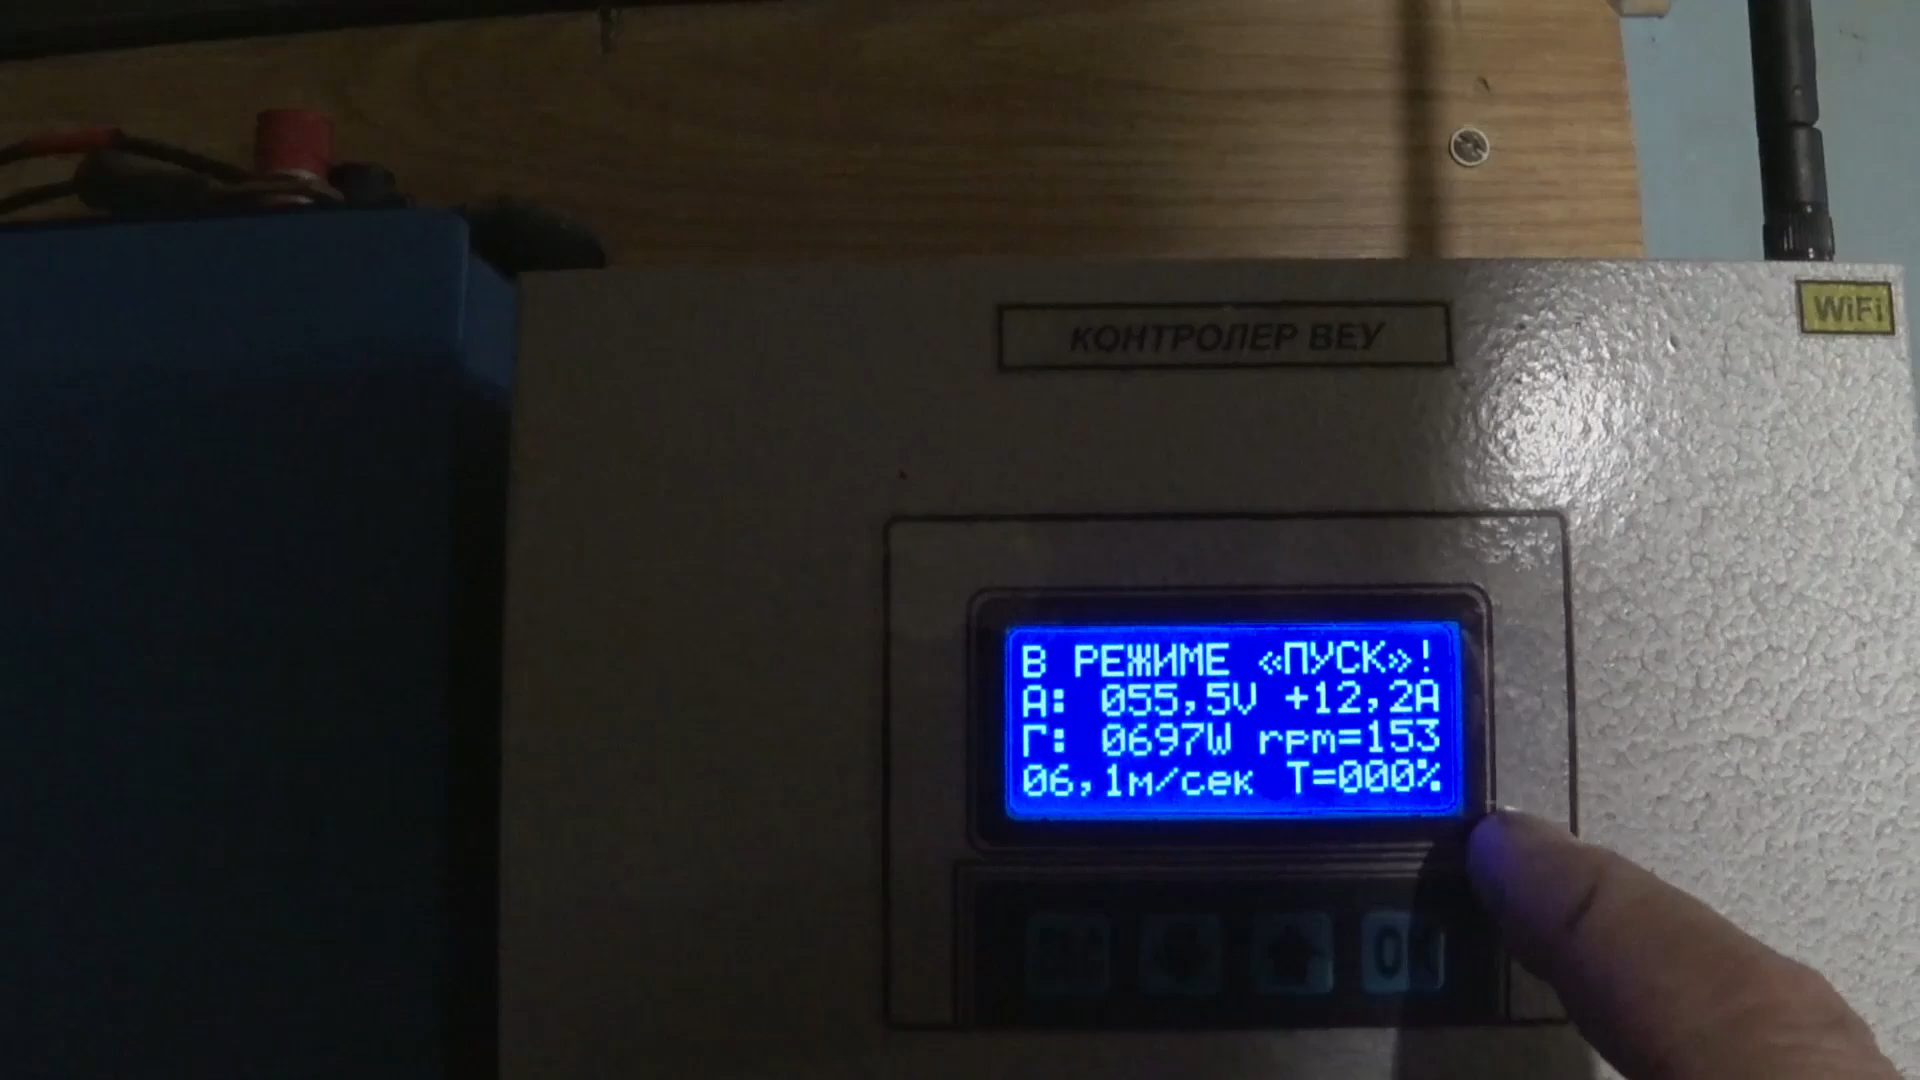 КОНТРОЛЕР ВЕУ
WiFi
В РЕЖИМЕ «ПУСК»!
А: 055,5V +12,2A
Г: 0697W rpm=153
06,1м/сек T=000%